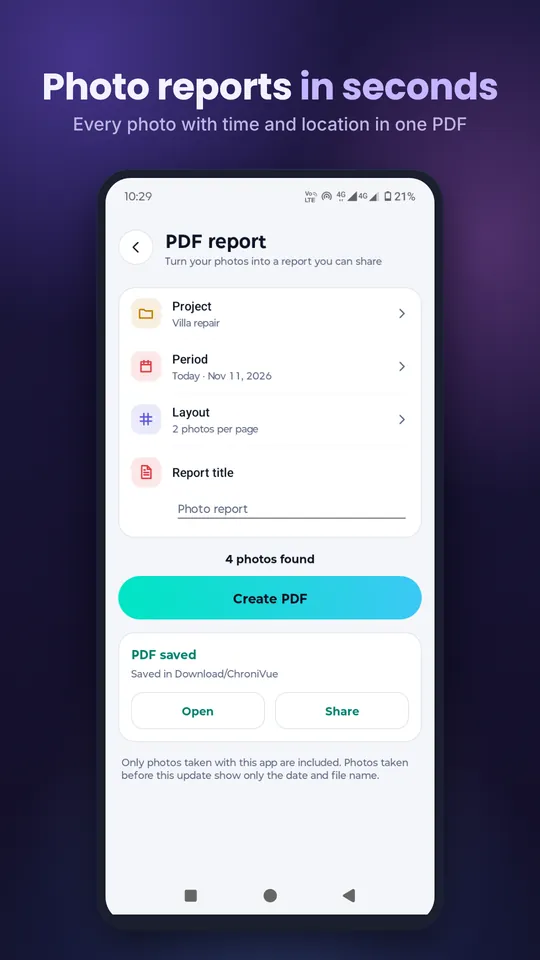 Photo reports in seconds
Every photo with time and location in one PDF
10:29
Vo
LTE
4G
4G
21%
PDF report
Turn your photos into a report you can share
Project
Villa repair
Period
Today · Nov 11, 2026
Layout
2 photos per page
Report title
Photo report
4 photos found
Create PDF
PDF saved
Saved in Download/ChroniVue
Open
Share
Only photos taken with this app are included. Photos taken
before this update show only the date and file name.